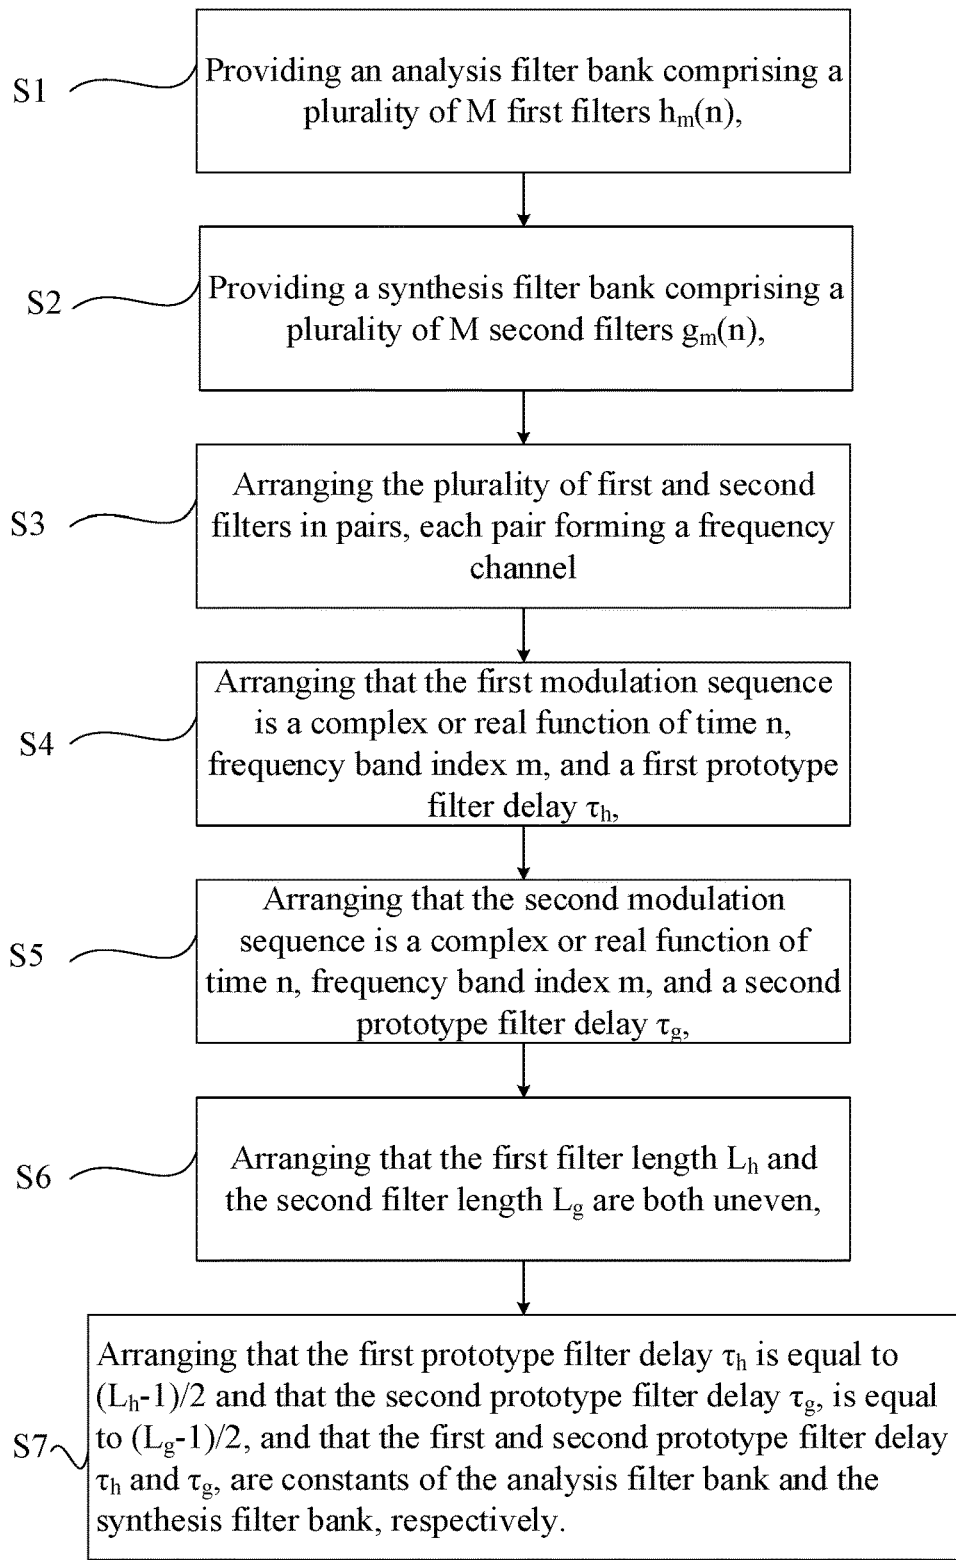 S1
Providing an analysis filter bank comprising a
plurality of M first filters hₘ(n),
S2
Providing a synthesis filter bank comprising a
plurality of M second filters gₘ(n),
S3
Arranging the plurality of first and second
filters in pairs, each pair forming a frequency
channel
S4
Arranging that the first modulation sequence
is a complex or real function of time n,
frequency band index m, and a first prototype
filter delay τₕ,
S5
Arranging that the second modulation
sequence is a complex or real function of
time n, frequency band index m, and a second
prototype filter delay τg,
S6
Arranging that the first filter length Lₕ and
the second filter length Lg are both uneven,
S7
Arranging that the first prototype filter delay τₕ is equal to
(Lₕ-1)/2 and that the second prototype filter delay τg, is equal
to (Lg-1)/2, and that the first and second prototype filter delay
τₕ and τg, are constants of the analysis filter bank and the
synthesis filter bank, respectively.